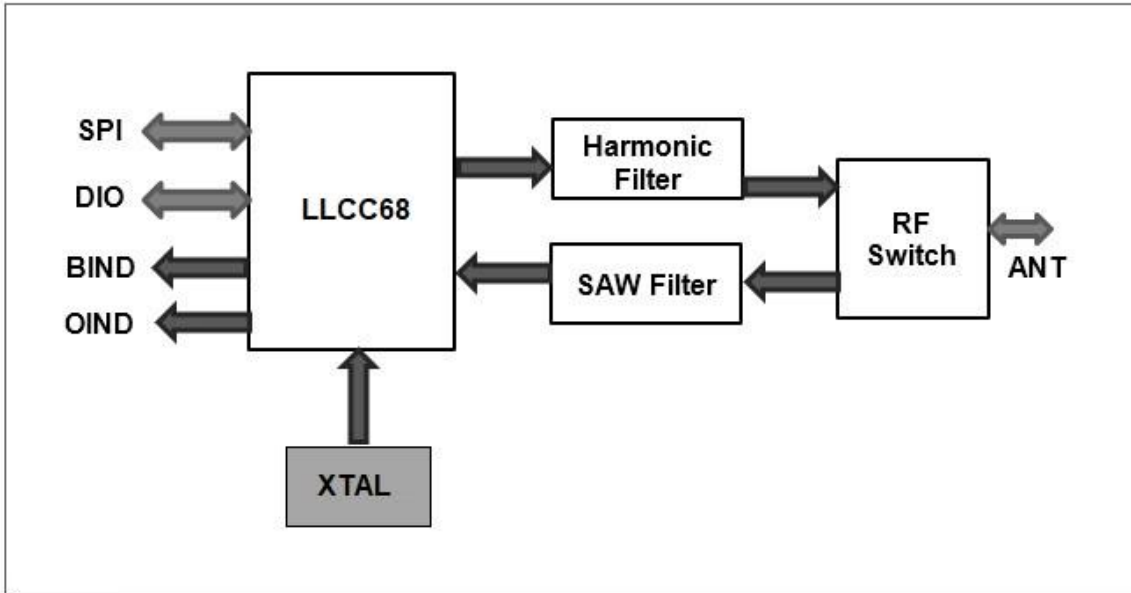 SPI
DIO
BIND
OIND
LLCC68
XTAL
Harmonic
Filter
SAW Filter
RF
Switch
ANT